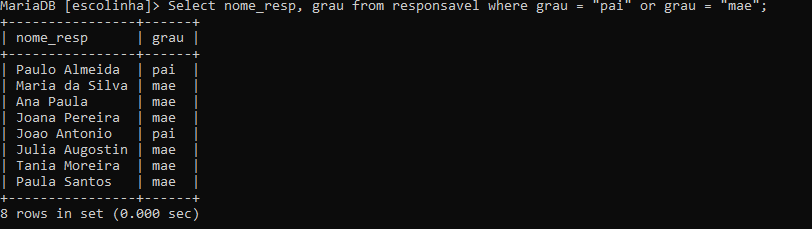 MariaDB [escolinha]> Select nome_resp, grau from responsavel where grau = "pai" or grau = "mae";
+----------------+------+
| nome_resp      | grau |
+----------------+------+
| Paulo Almeida  | pai  |
| Maria da Silva | mae  |
| Ana Paula      | mae  |
| Joana Pereira  | mae  |
| Joao Antonio   | pai  |
| Julia Augostin | mae  |
| Tania Moreira  | mae  |
| Paula Santos   | mae  |
+----------------+------+
8 rows in set (0.000 sec)